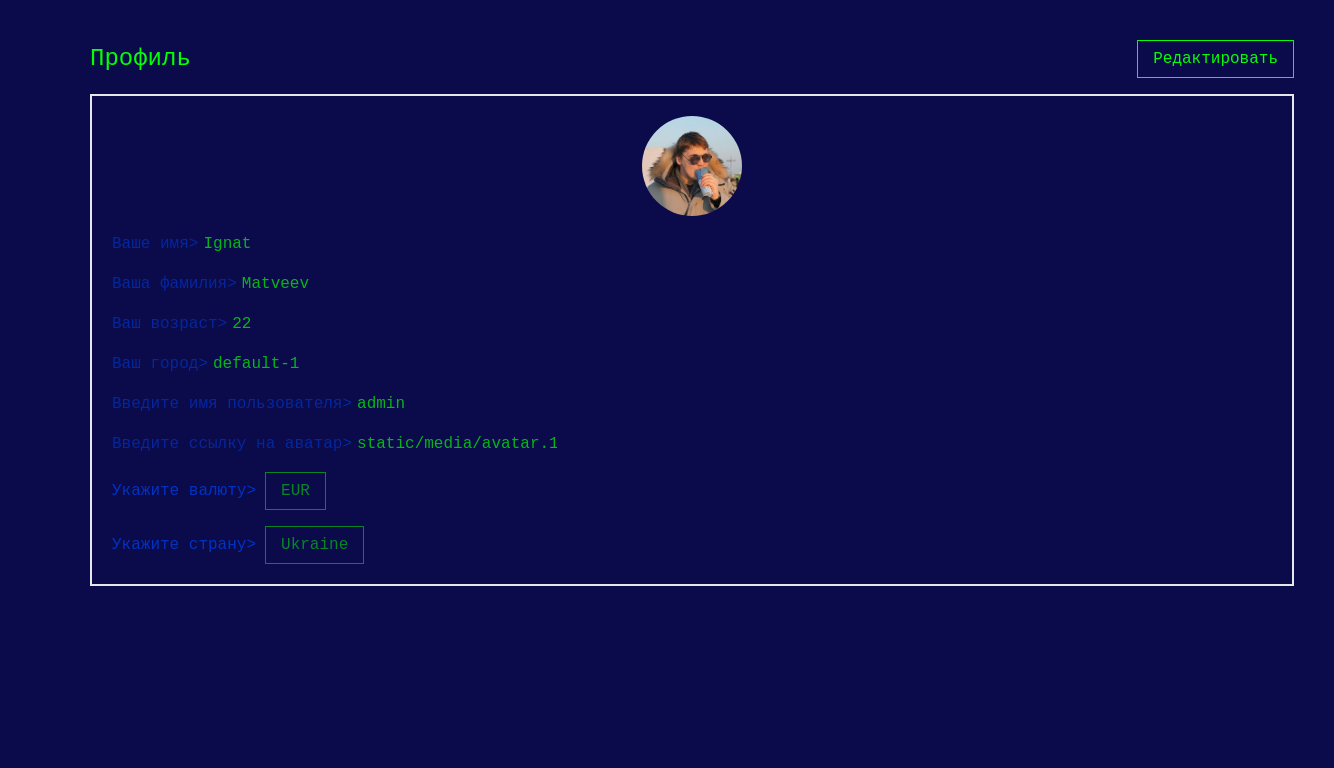 Профиль
Редактировать
Ваше имя> Ignat
Ваша фамилия> Matveev
Ваш возраст> 22
Ваш город> default-1
Введите имя пользователя> admin
Введите ссылку на аватар> static/media/avatar.1
Укажите валюту> EUR
Укажите страну> Ukraine